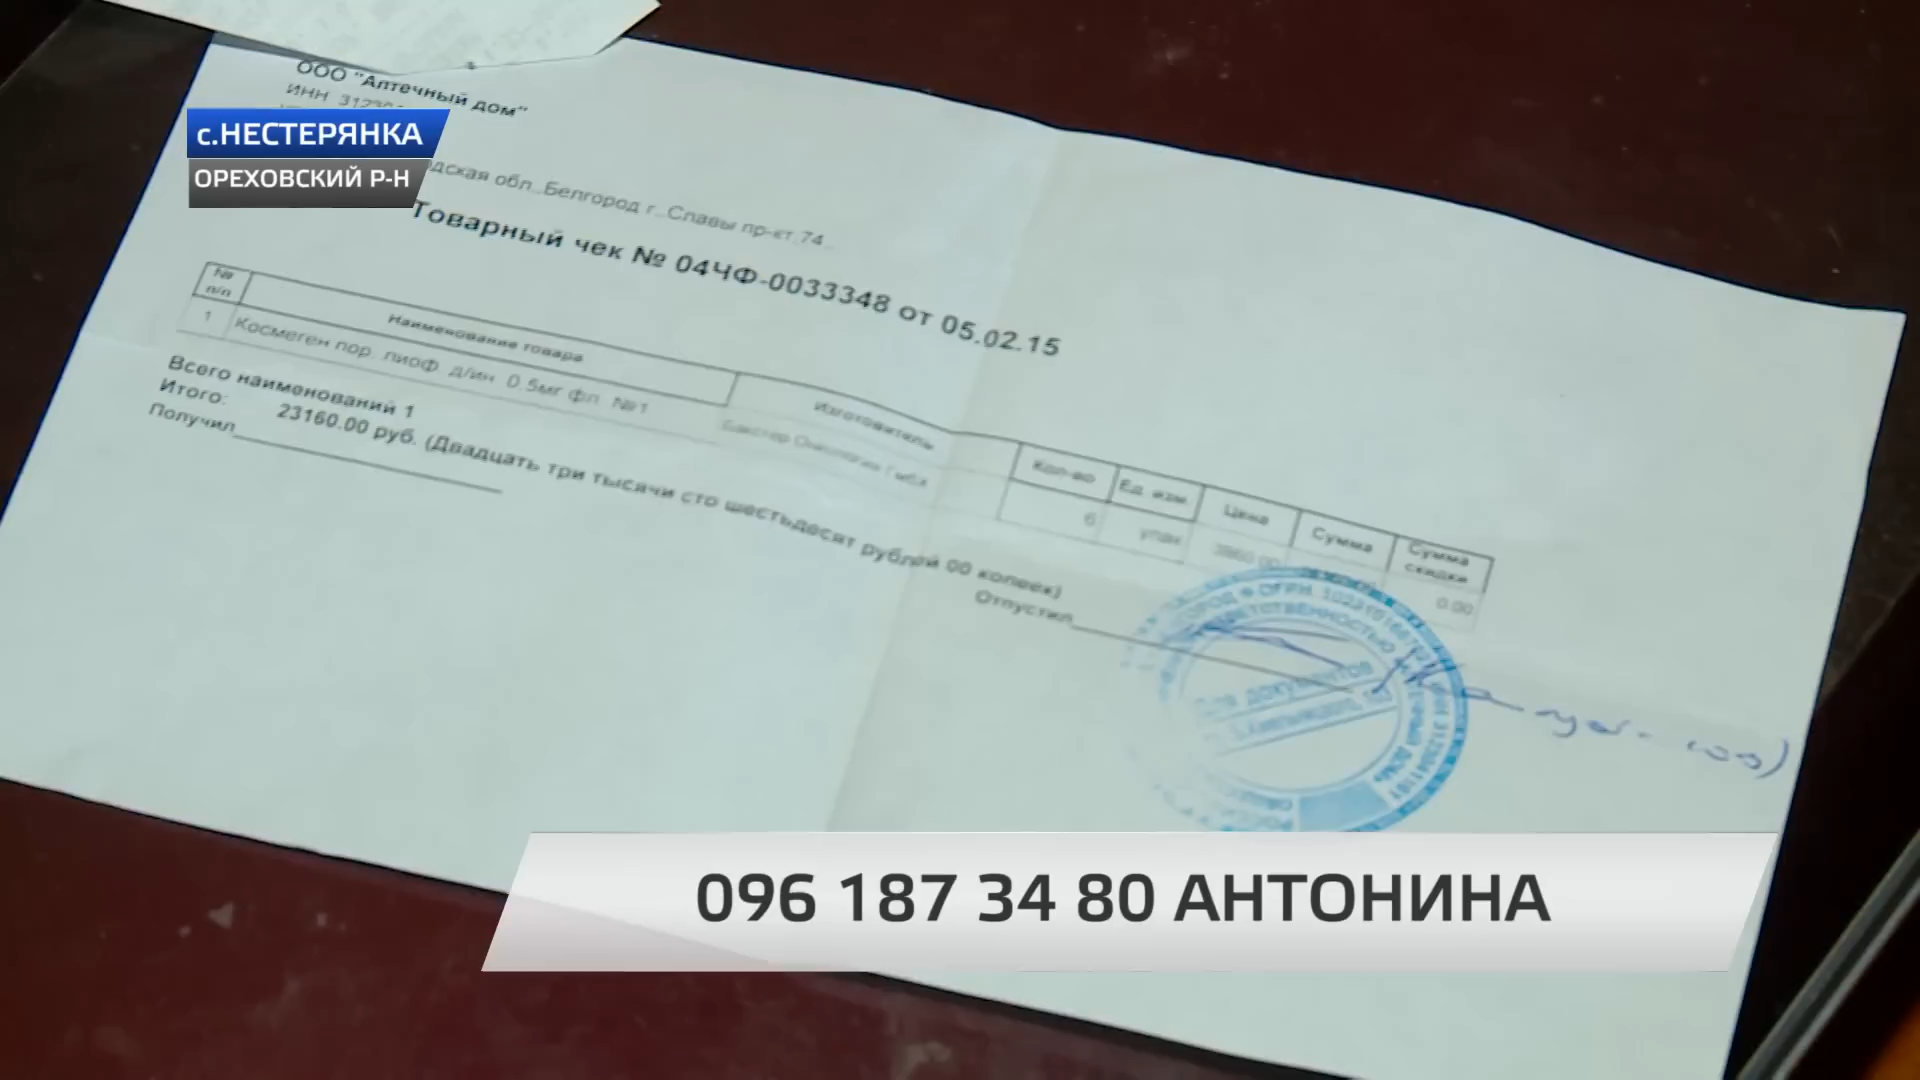 ООО "Аптечный дом"
ИНН
с.НЕСТЕРЯНКА
ОРЕХОВСКИЙ Р-Н
обл., Белгород г., Славы пр-кт, 74
Товарный чек № 04ЧФ-0033348 от 05.02.15
№ п/п Наименование товара Изготовитель Кол-во Ед. изм. Цена Сумма Сумма скидки
1 Космеген пор. лиоф. д/ин. 0.5мг фл. №1 6 упак 3860.00 0.00
Всего наименований 1
Итого: 23160.00 руб. (Двадцать три тысячи сто шестьдесят рублей 00 копеек)
Получил Отпустил
096 187 34 80 АНТОНИНА